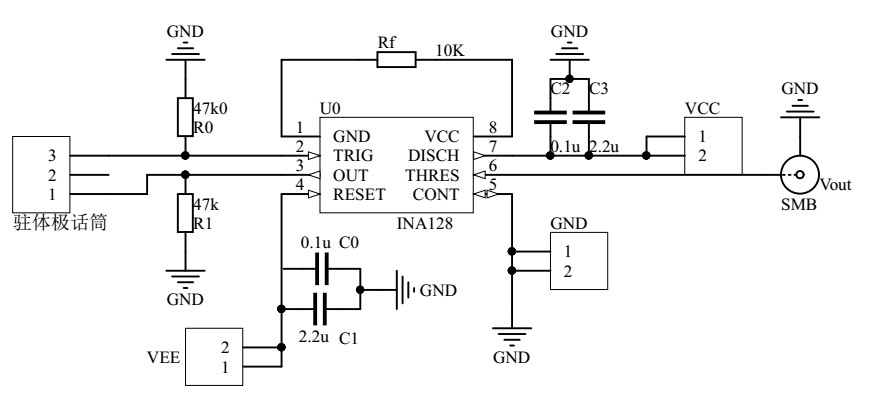 GND
Rf
10K
GND
C2
C3
GND
47k0
R0
U0
1
GND
VCC
8
2
TRIG
DISCH
7
3
OUT
THRES
6
4
RESET
CONT
5
INA128
0.1u
2.2u
VCC
1
2
Vout
SMB
3
2
1
驻体极话筒
47k
R1
GND
0.1u
C0
GND
2.2u
C1
GND
1
2
GND
VEE
2
1